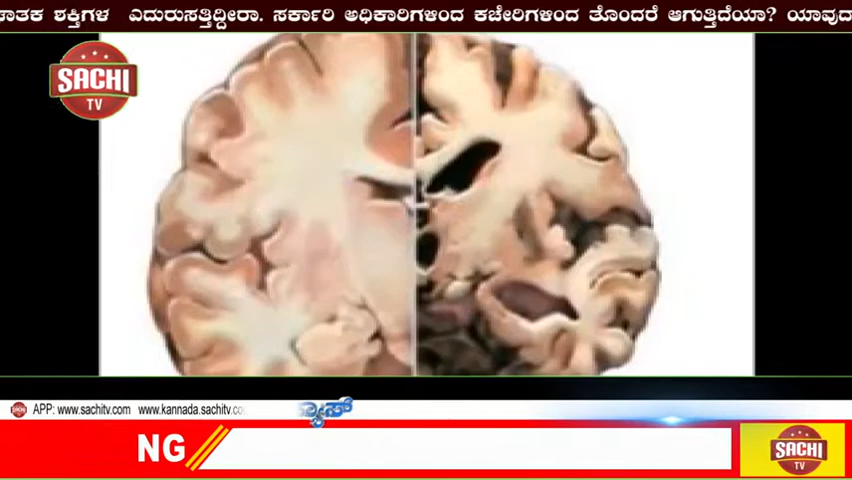 ಘಾತಕ ಶಕ್ತಿಗಳ ಎದುರುಸತ್ತಿದ್ದೀರಾ. ಸರ್ಕಾರಿ ಅಧಿಕಾರಿಗಳಿಂದ ಕಚೇರಿಗಳಿಂದ ತೊಂದರೆ ಆಗುತ್ತಿದೆಯಾ?
SACHI
TV
APP: www.sachitv.com www.kannada.sachitv.co
NG
SACHI
TV